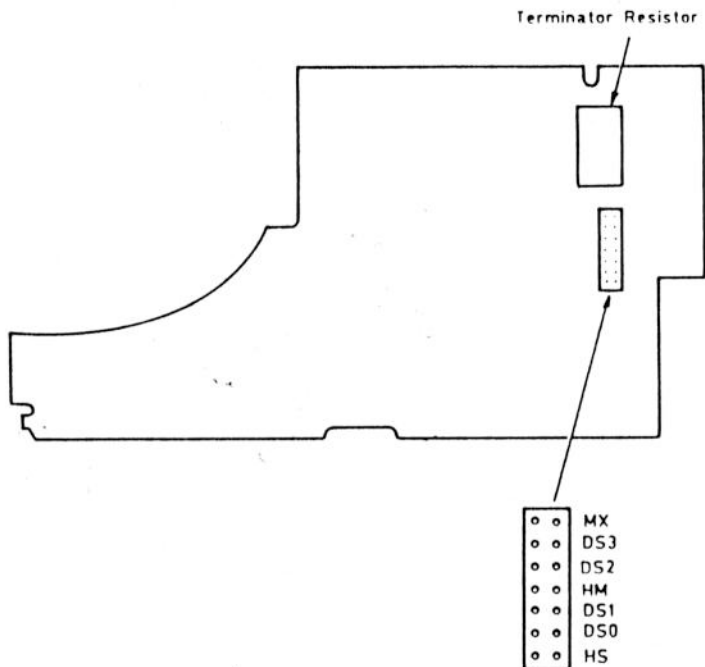 Terminator Resistor
MX
DS3
DS2
HM
DS1
DS0
HS